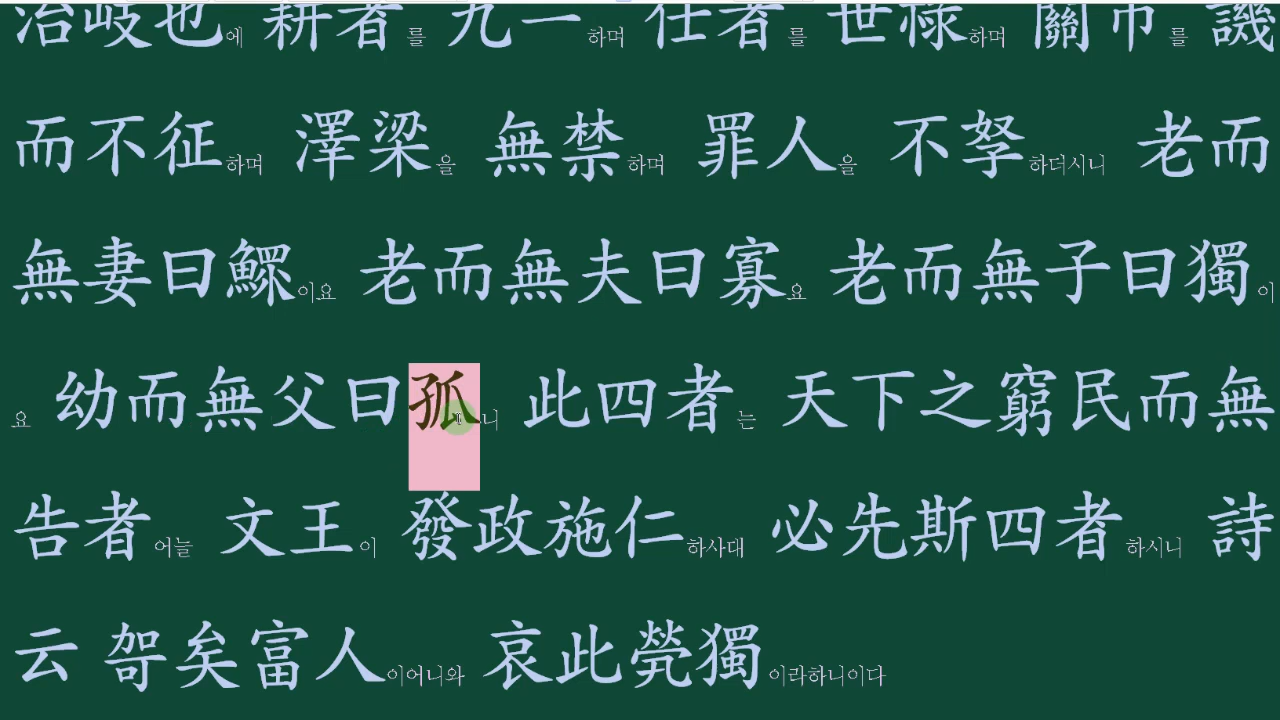 治岐也에 耕者를 九一하며 仕者를 世祿하며 關市를 譏
而不征하며 澤梁을 無禁하며 罪人을 不孥하더시니 老而
無妻曰鰥이요 老而無夫曰寡요 老而無子曰獨이
요 幼而無父曰孤니 此四者는 天下之窮民而無
告者어늘 文王이 發政施仁하사대 必先斯四者하시니 詩
云 哿矣富人이어니와 哀此煢獨이라하니이다